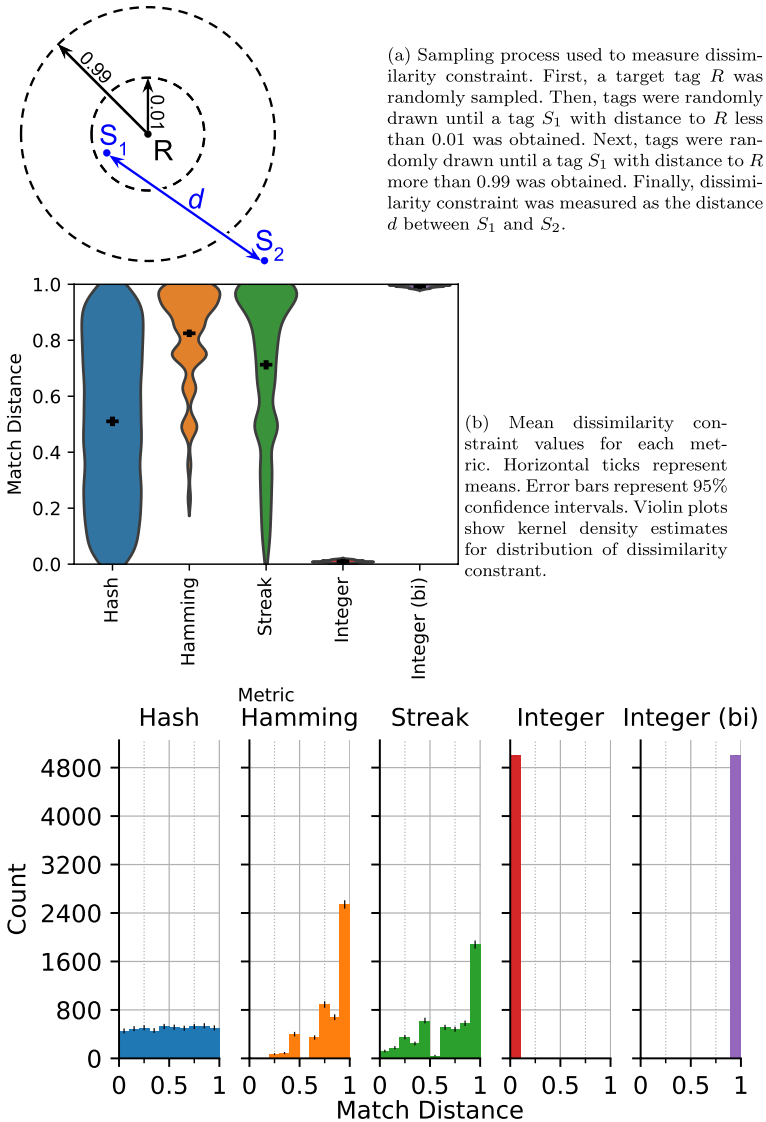 0.99
0.01
S1
R
d
S2
(a) Sampling process used to measure dissim-
ilarity constraint. First, a target tag R was
randomly sampled. Then, tags were randomly
drawn until a tag S1 with distance to R less
than 0.01 was obtained. Next, tags were ran-
domly drawn until a tag S1 with distance to R
more than 0.99 was obtained. Finally, dissimi-
larity constraint was measured as the distance
d between S1 and S2.
Match Distance
1.0
0.8
0.6
0.4
0.2
0.0
Hash
Hamming
Streak
Integer
Integer (bi)
(b) Mean dissimilarity con-
straint values for each met-
ric. Horizontal ticks represent
means. Error bars represent 95%
confidence intervals. Violin plots
show kernel density estimates
for distribution of dissimilarity
constrant.
Metric
Hash Hamming Streak Integer Integer (bi)
Count
4800
4000
3200
2400
1600
800
0
0 0.5 1 0 0.5 1 0 0.5 1 0 0.5 1 0 0.5 1
Match Distance